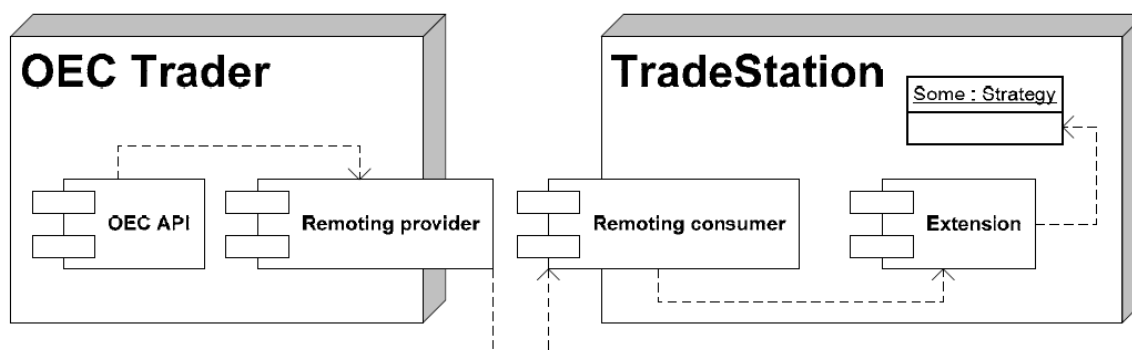 OEC Trader
TradeStation
Some : Strategy
OEC API
Remoting provider
Remoting consumer
Extension